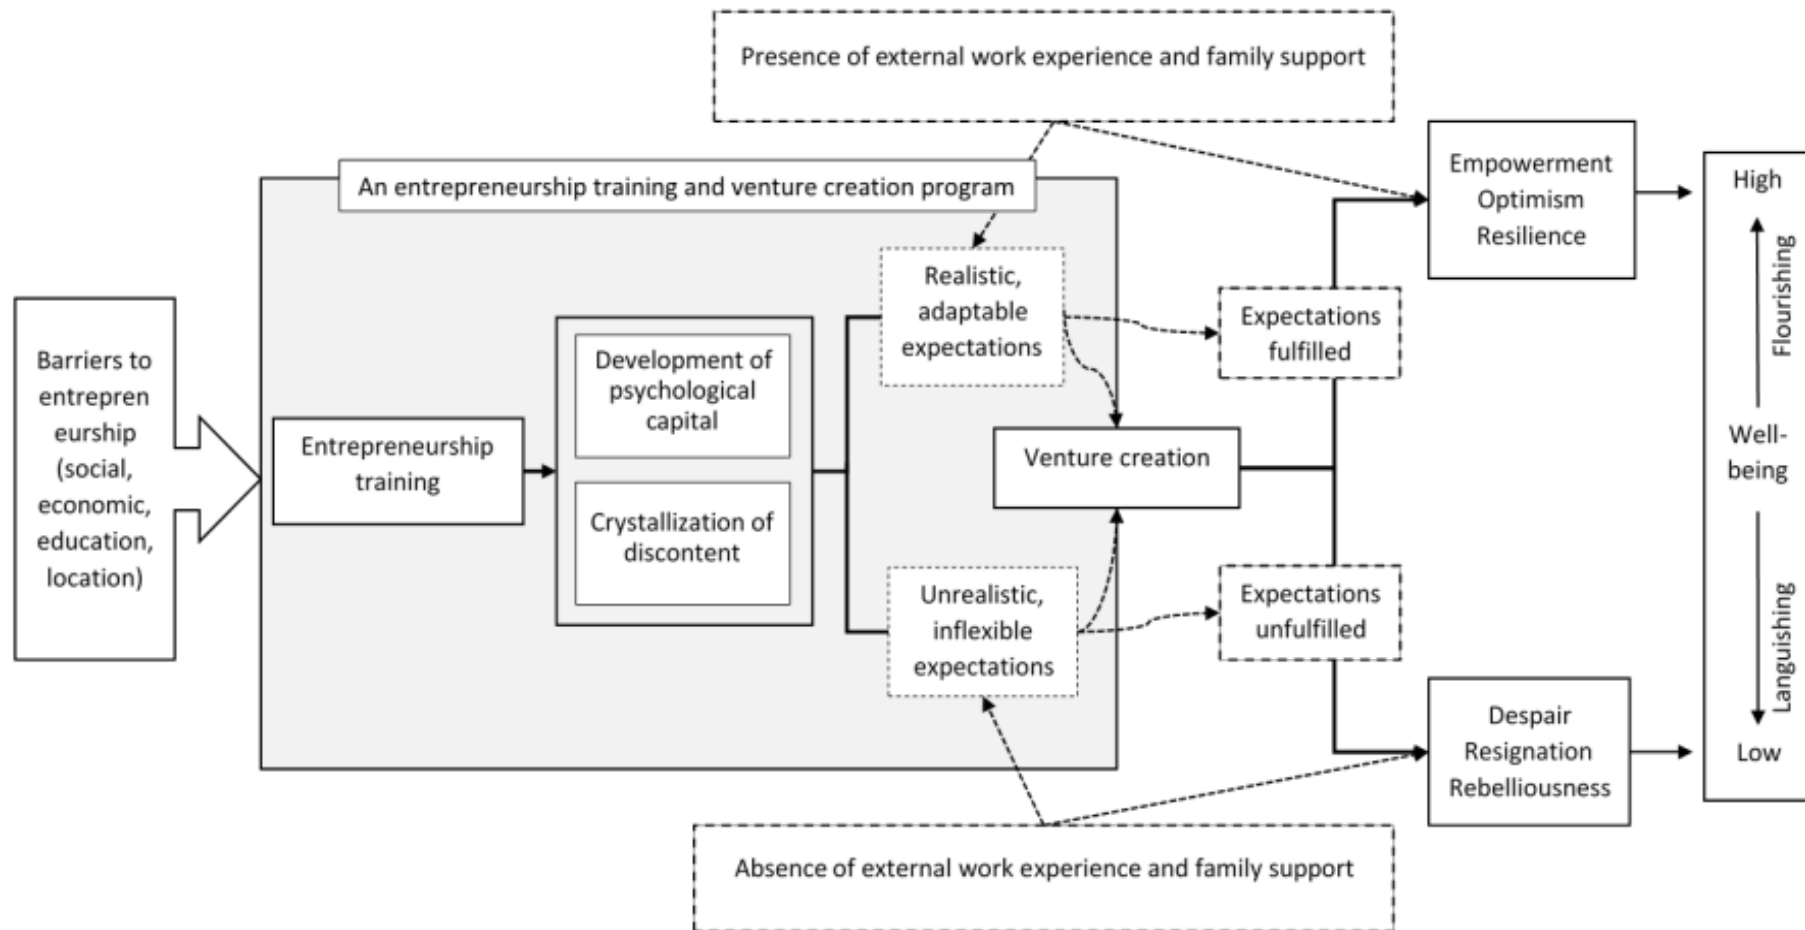 Presence of external work experience and family support
An entrepreneurship training and venture creation program
Barriers to
entrepren
eurship
(social,
economic,
education,
location)
Entrepreneurship
training
Development of
psychological
capital
Crystallization of
discontent
Realistic,
adaptable
expectations
Unrealistic,
inflexible
expectations
Venture creation
Expectations
fulfilled
Expectations
unfulfilled
Empowerment
Optimism
Resilience
Despair
Resignation
Rebelliousness
High
Flourishing
Well-
being
Languishing
Low
Absence of external work experience and family support